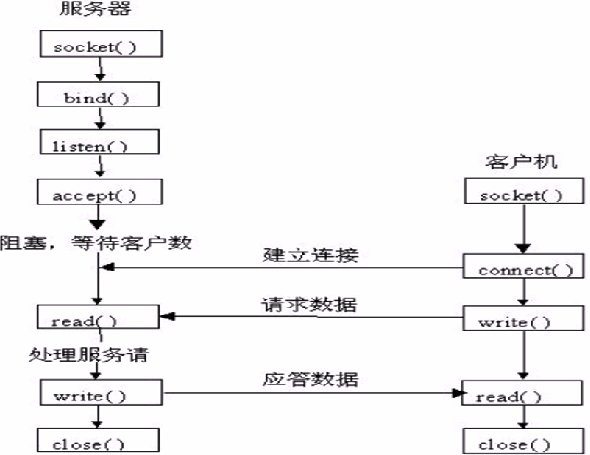 服务器
socket()
bind()
listen()
accept()
客户机
socket()
阻塞，等待客户数
建立连接
connect()
请求数据
read()
write()
处理服务请
应答数据
write()
read()
close()
close()